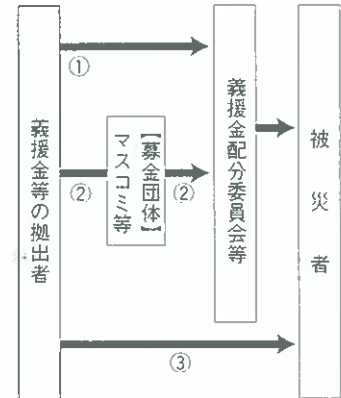 義援金等の拠出者
①
②
【募金団体】
マスコミ等
②
③
義援金配分委員会等
被災者